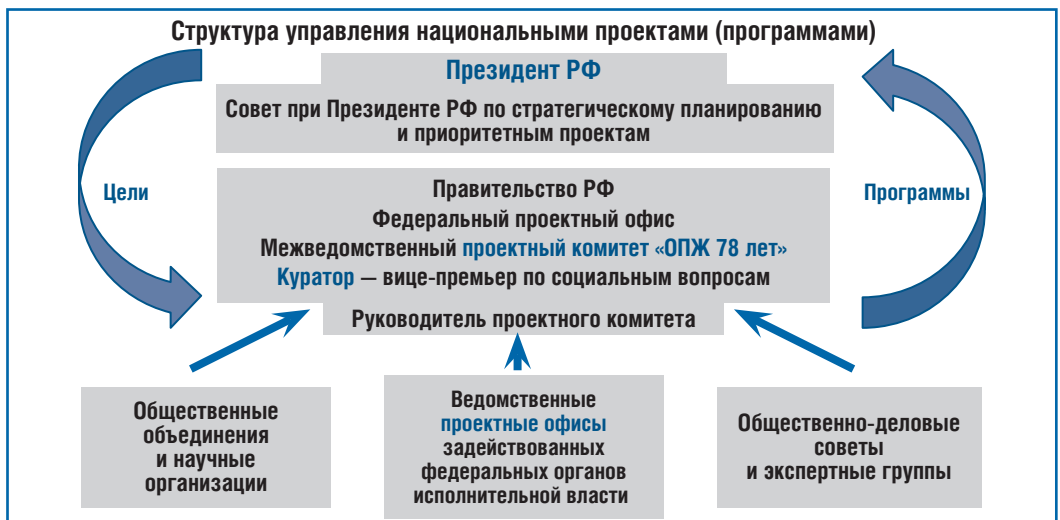 Структура управления национальными проектами (программами)
Президент РФ
Совет при Президенте РФ по стратегическому планированию
и приоритетным проектам
Цели
Правительство РФ
Федеральный проектный офис
Межведомственный проектный комитет «ОПЖ 78 лет»
Куратор — вице-премьер по социальным вопросам
Программы
Руководитель проектного комитета
Общественные
объединения
и научные
организации
Ведомственные
проектные офисы
задействованных
федеральных органов
исполнительной власти
Общественно-деловые
советы
и экспертные группы